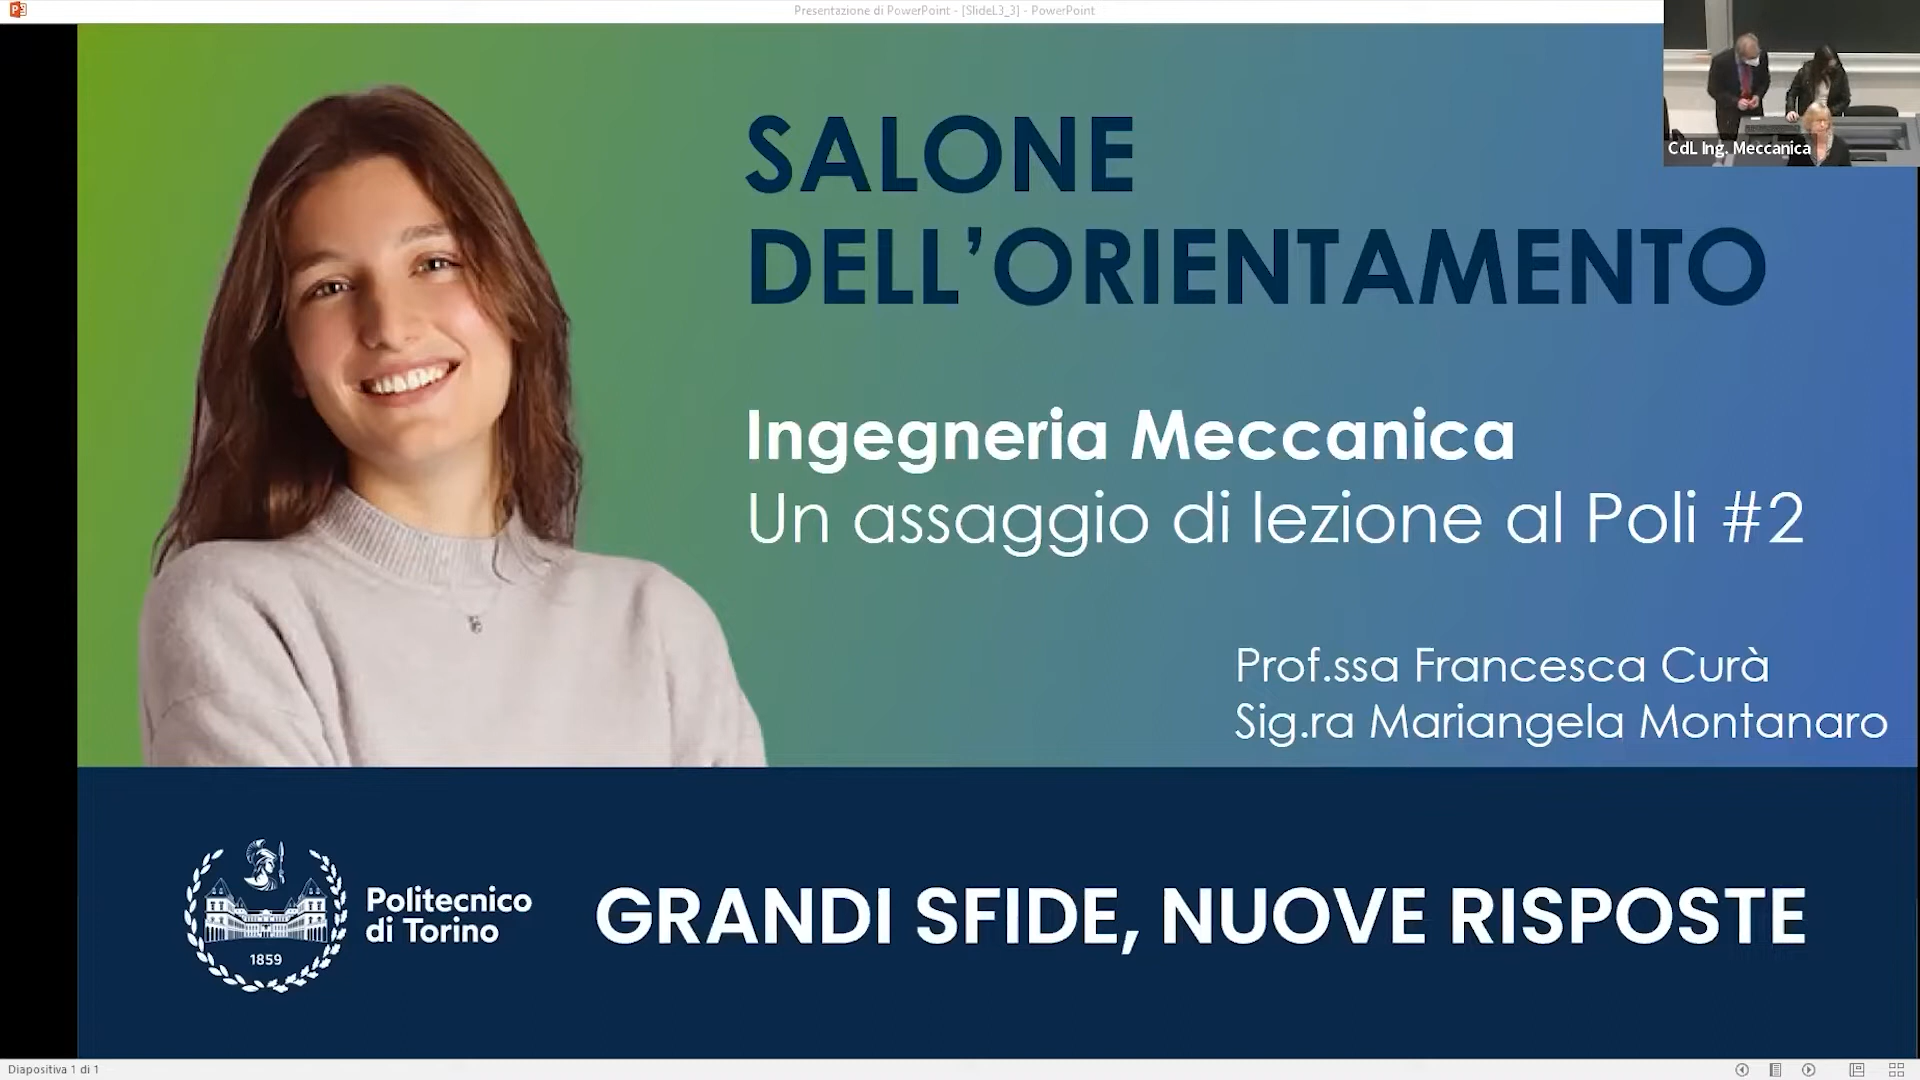 Presentazione di PowerPoint - [SlideL3_3] - PowerPoint
CdL Ing. Meccanica
SALONE
DELL'ORIENTAMENTO
Ingegneria Meccanica
Un assaggio di lezione al Poli #2
Prof.ssa Francesca Curà
Sig.ra Mariangela Montanaro
Politecnico
di Torino
1859
GRANDI SFIDE, NUOVE RISPOSTE
Diapositiva 1 di 1